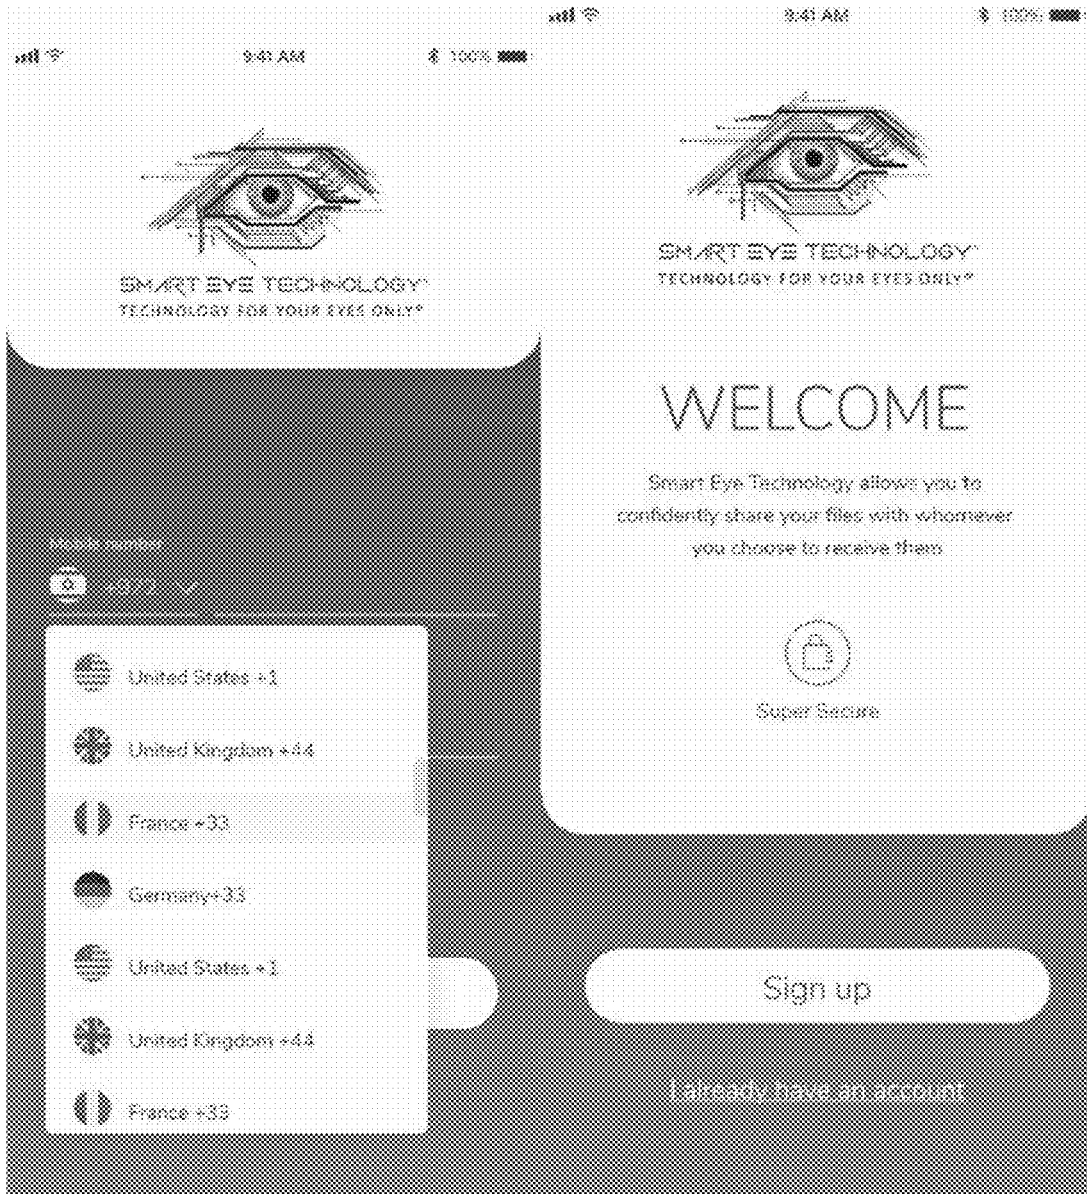 9:41 AM
100%
SMART EYE TECHNOLOGY
TECHNOLOGY FOR YOUR EYES ONLY®
Mobile number
United States +1
United Kingdom +44
France +33
Germany+33
United States +1
United Kingdom +44
France +33
9:41 AM
100%
SMART EYE TECHNOLOGY
TECHNOLOGY FOR YOUR EYES ONLY®
WELCOME
Smart Eye Technology allows you to
confidently share your files with whomever
you choose to receive them
Super Secure
Sign up
I already have an account